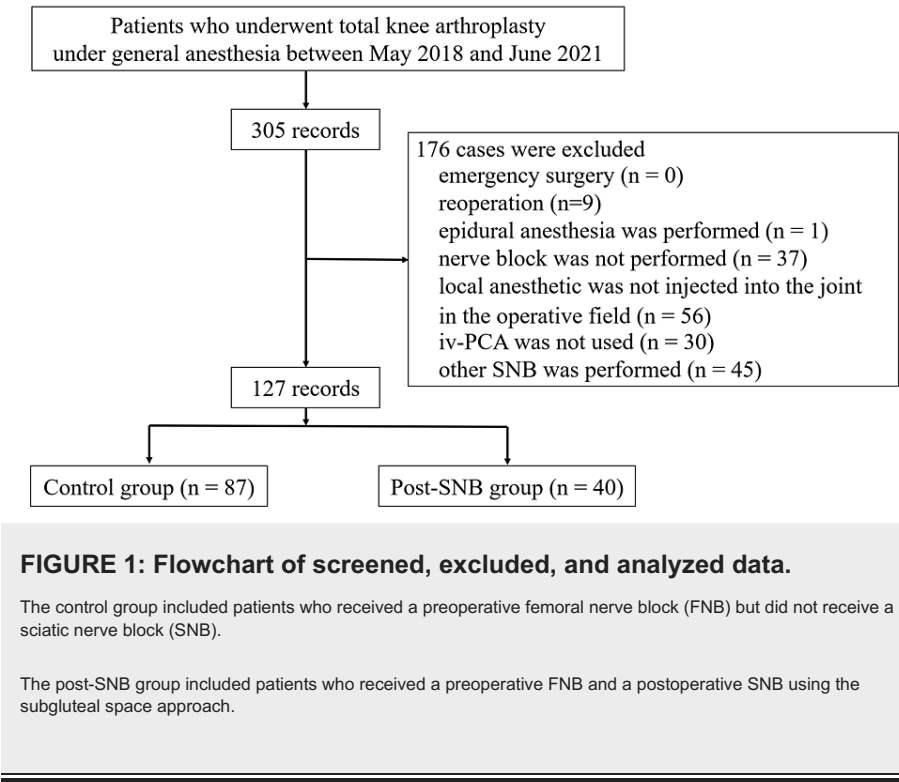 Patients who underwent total knee arthroplasty
under general anesthesia between May 2018 and June 2021
305 records
176 cases were excluded
emergency surgery (n = 0)
reoperation (n=9)
epidural anesthesia was performed (n = 1)
nerve block was not performed (n = 37)
local anesthetic was not injected into the joint
in the operative field (n = 56)
iv-PCA was not used (n = 30)
other SNB was performed (n = 45)
127 records
Control group (n = 87)
Post-SNB group (n = 40)
FIGURE 1: Flowchart of screened, excluded, and analyzed data.
The control group included patients who received a preoperative femoral nerve block (FNB) but did not receive a
sciatic nerve block (SNB).
The post-SNB group included patients who received a preoperative FNB and a postoperative SNB using the
subgluteal space approach.